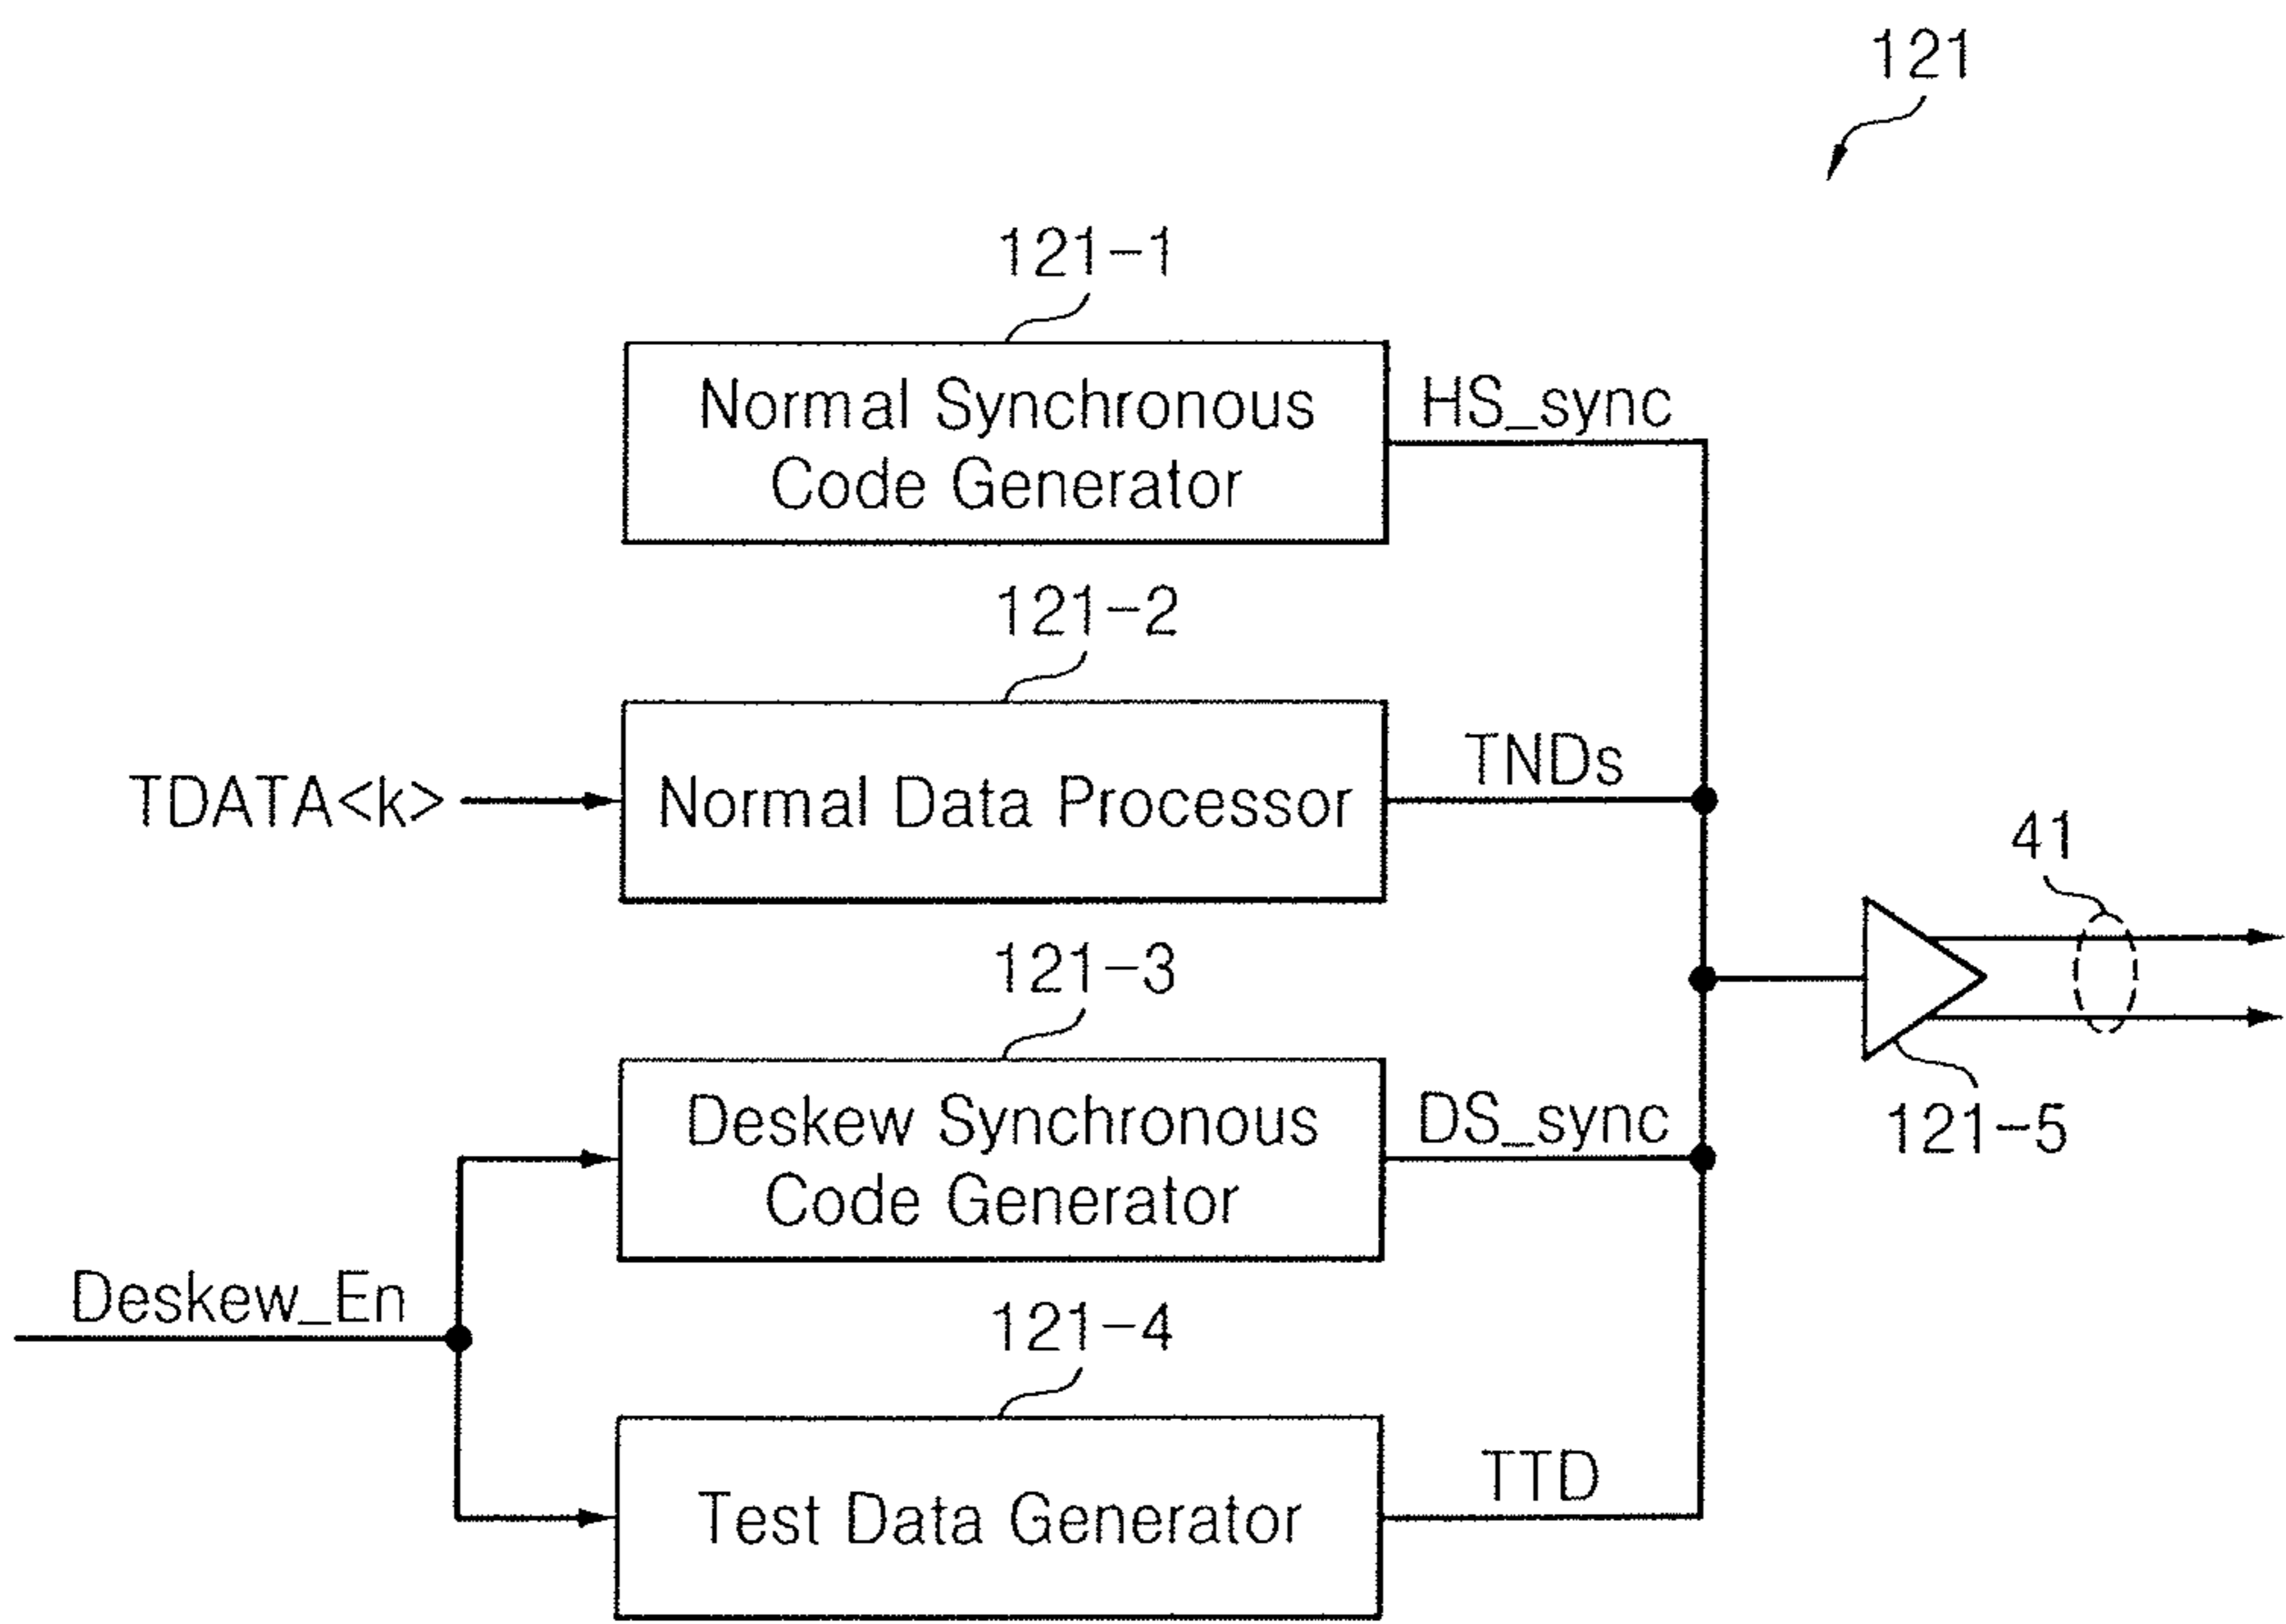 121
121-1
Normal Synchronous
Code Generator
HS_sync
121-2
TDATA<k>
Normal Data Processor
TNDs
41
121-3
Deskew Synchronous
Code Generator
DS_sync
121-5
Deskew_En
121-4
Test Data Generator
TTD